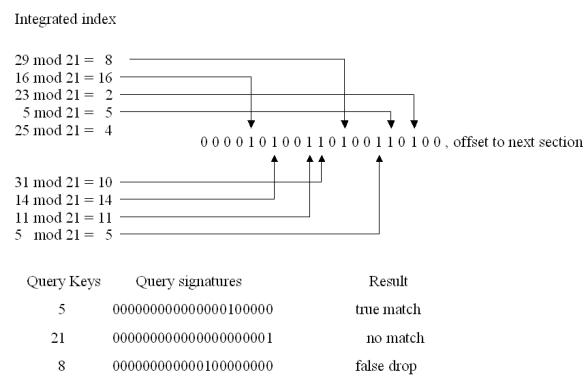 Integrated index
29 mod 21 = 8
16 mod 21 = 16
23 mod 21 = 2
5 mod 21 = 5
25 mod 21 = 4
0 0 0 0 1 0 1 0 0 1 1 0 1 0 0 1 1 0 1 0 0 , offset to next section
31 mod 21 = 10
14 mod 21 = 14
11 mod 21 = 11
5 mod 21 = 5
Query Keys Query signatures Result
5 000000000000000100000 true match
21 000000000000000000001 no match
8 000000000000100000000 false drop